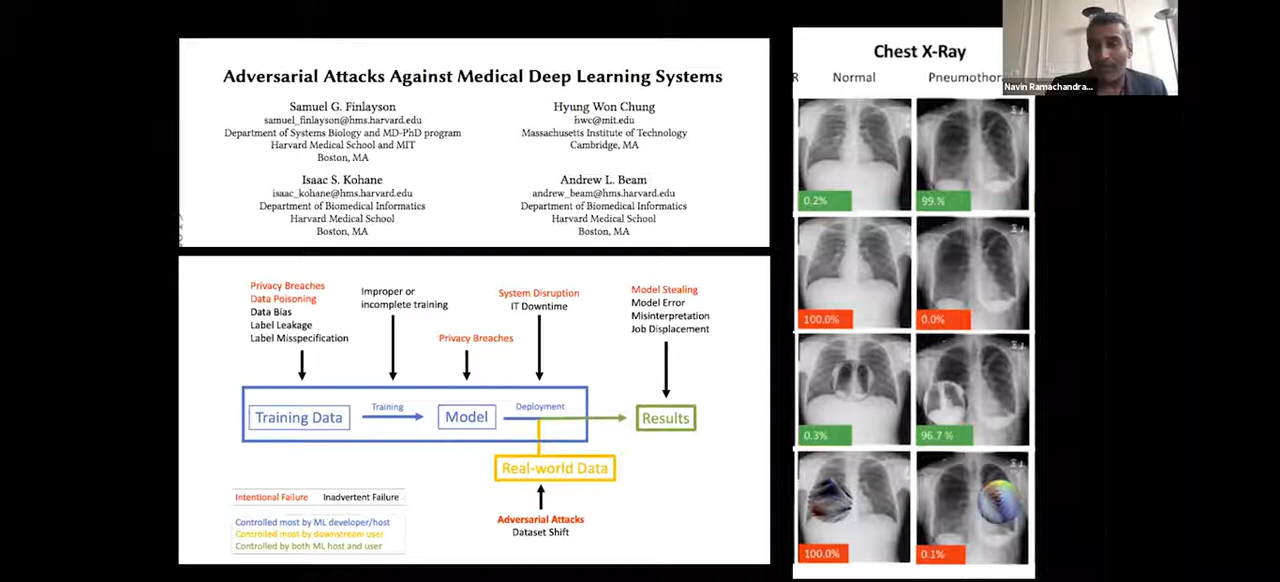 Adversarial Attacks Against Medical Deep Learning Systems
Samuel G. Finlayson
samuel_finlayson@hms.harvard.edu
Department of Systems Biology and MD-PhD program
Harvard Medical School and MIT
Boston, MA
Hyung Won Chung
hwc@mit.edu
Massachusetts Institute of Technology
Cambridge, MA
Isaac S. Kohane
isaac_kohane@hms.harvard.edu
Department of Biomedical Informatics
Harvard Medical School
Boston, MA
Andrew L. Beam
andrew_beam@hms.harvard.edu
Department of Biomedical Informatics
Harvard Medical School
Boston, MA
Privacy Breaches
Data Poisoning
Data Bias
Label Leakage
Label Misspecification
Improper or
incomplete training
Privacy Breaches
System Disruption
IT Downtime
Model Stealing
Model Error
Misinterpretation
Job Displacement
Training Data
Training
Model
Deployment
Results
Real-world Data
Adversarial Attacks
Dataset Shift
Intentional Failure
Inadvertent Failure
Controlled most by ML developer/host
Controlled most by downstream user
Controlled by both ML host and user
Chest X-Ray
R Normal Pneumothor
Navin Ramachandra...
0.2% 99.%
100.0% 0.0%
0.3% 96.7 %
100.0% 0.1%